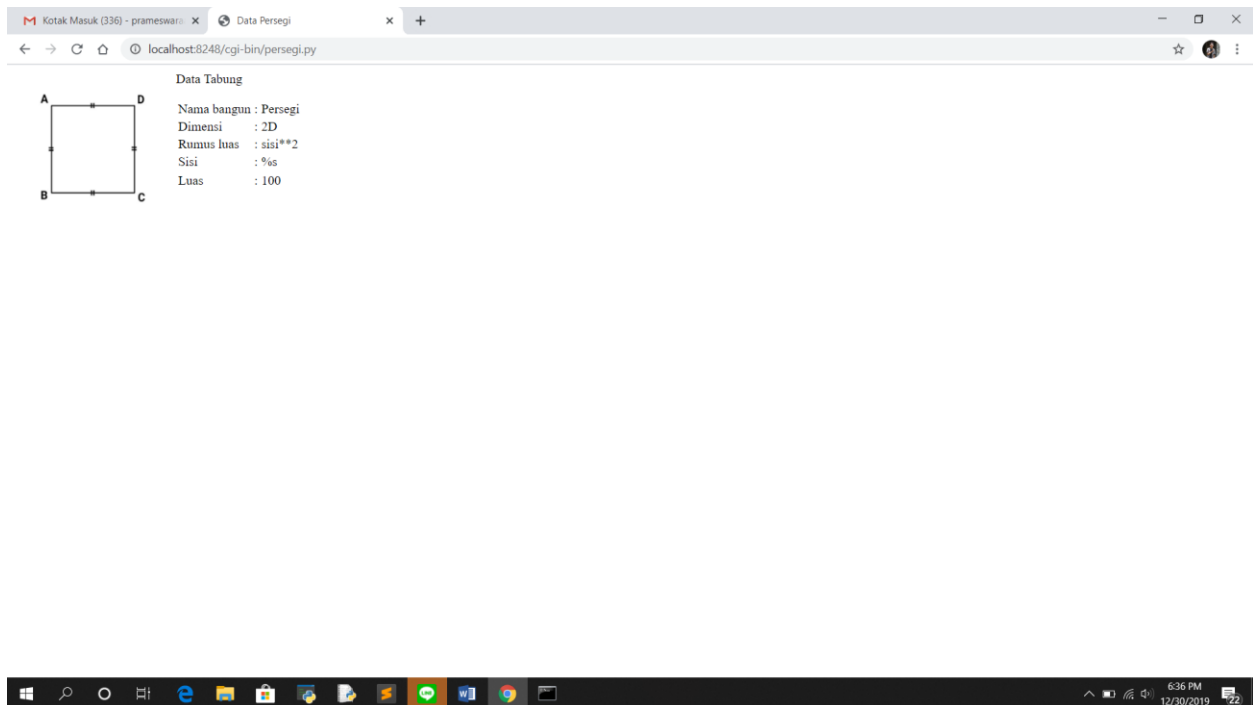 Kotak Masuk (336) - prameswara
Data Persegi
localhost:8248/cgi-bin/persegi.py
Data Tabung
A D
B C
Nama bangun : Persegi
Dimensi : 2D
Rumus luas : sisi**2
Sisi : %s
Luas : 100
6:36 PM
12/30/2019
22